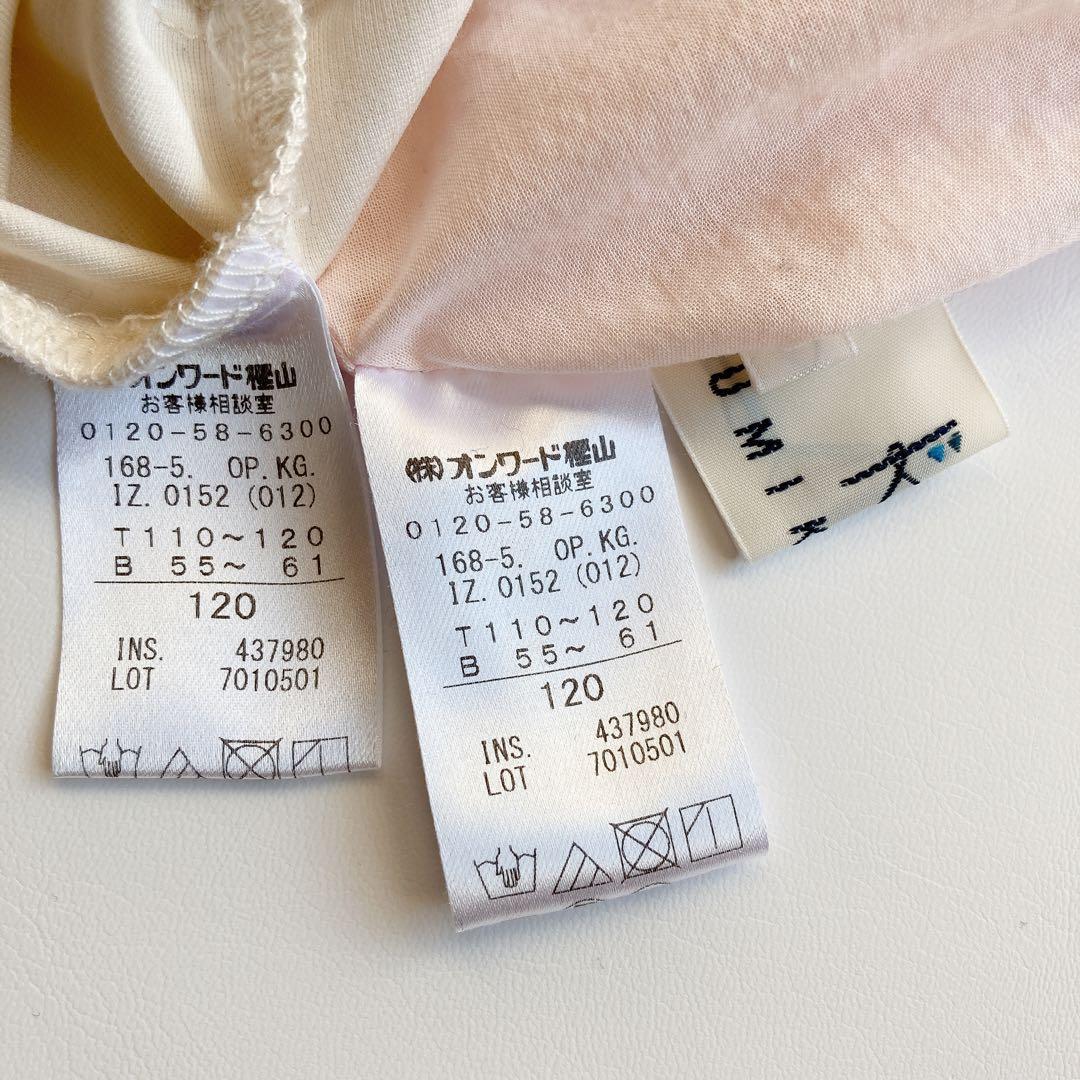 オンワード樫山
お客様相談室
0120-58-6300
168-5. OP.KG.
IZ.0152(012)
T110～120
B 55～ 61
120
INS. 437980
LOT 7010501
(株)オンワード樫山
お客様相談室
0120-58-6300
168-5. OP.KG.
IZ.0152(012)
T110～120
B 55～ 61
120
INS. 437980
LOT 7010501
UM-K